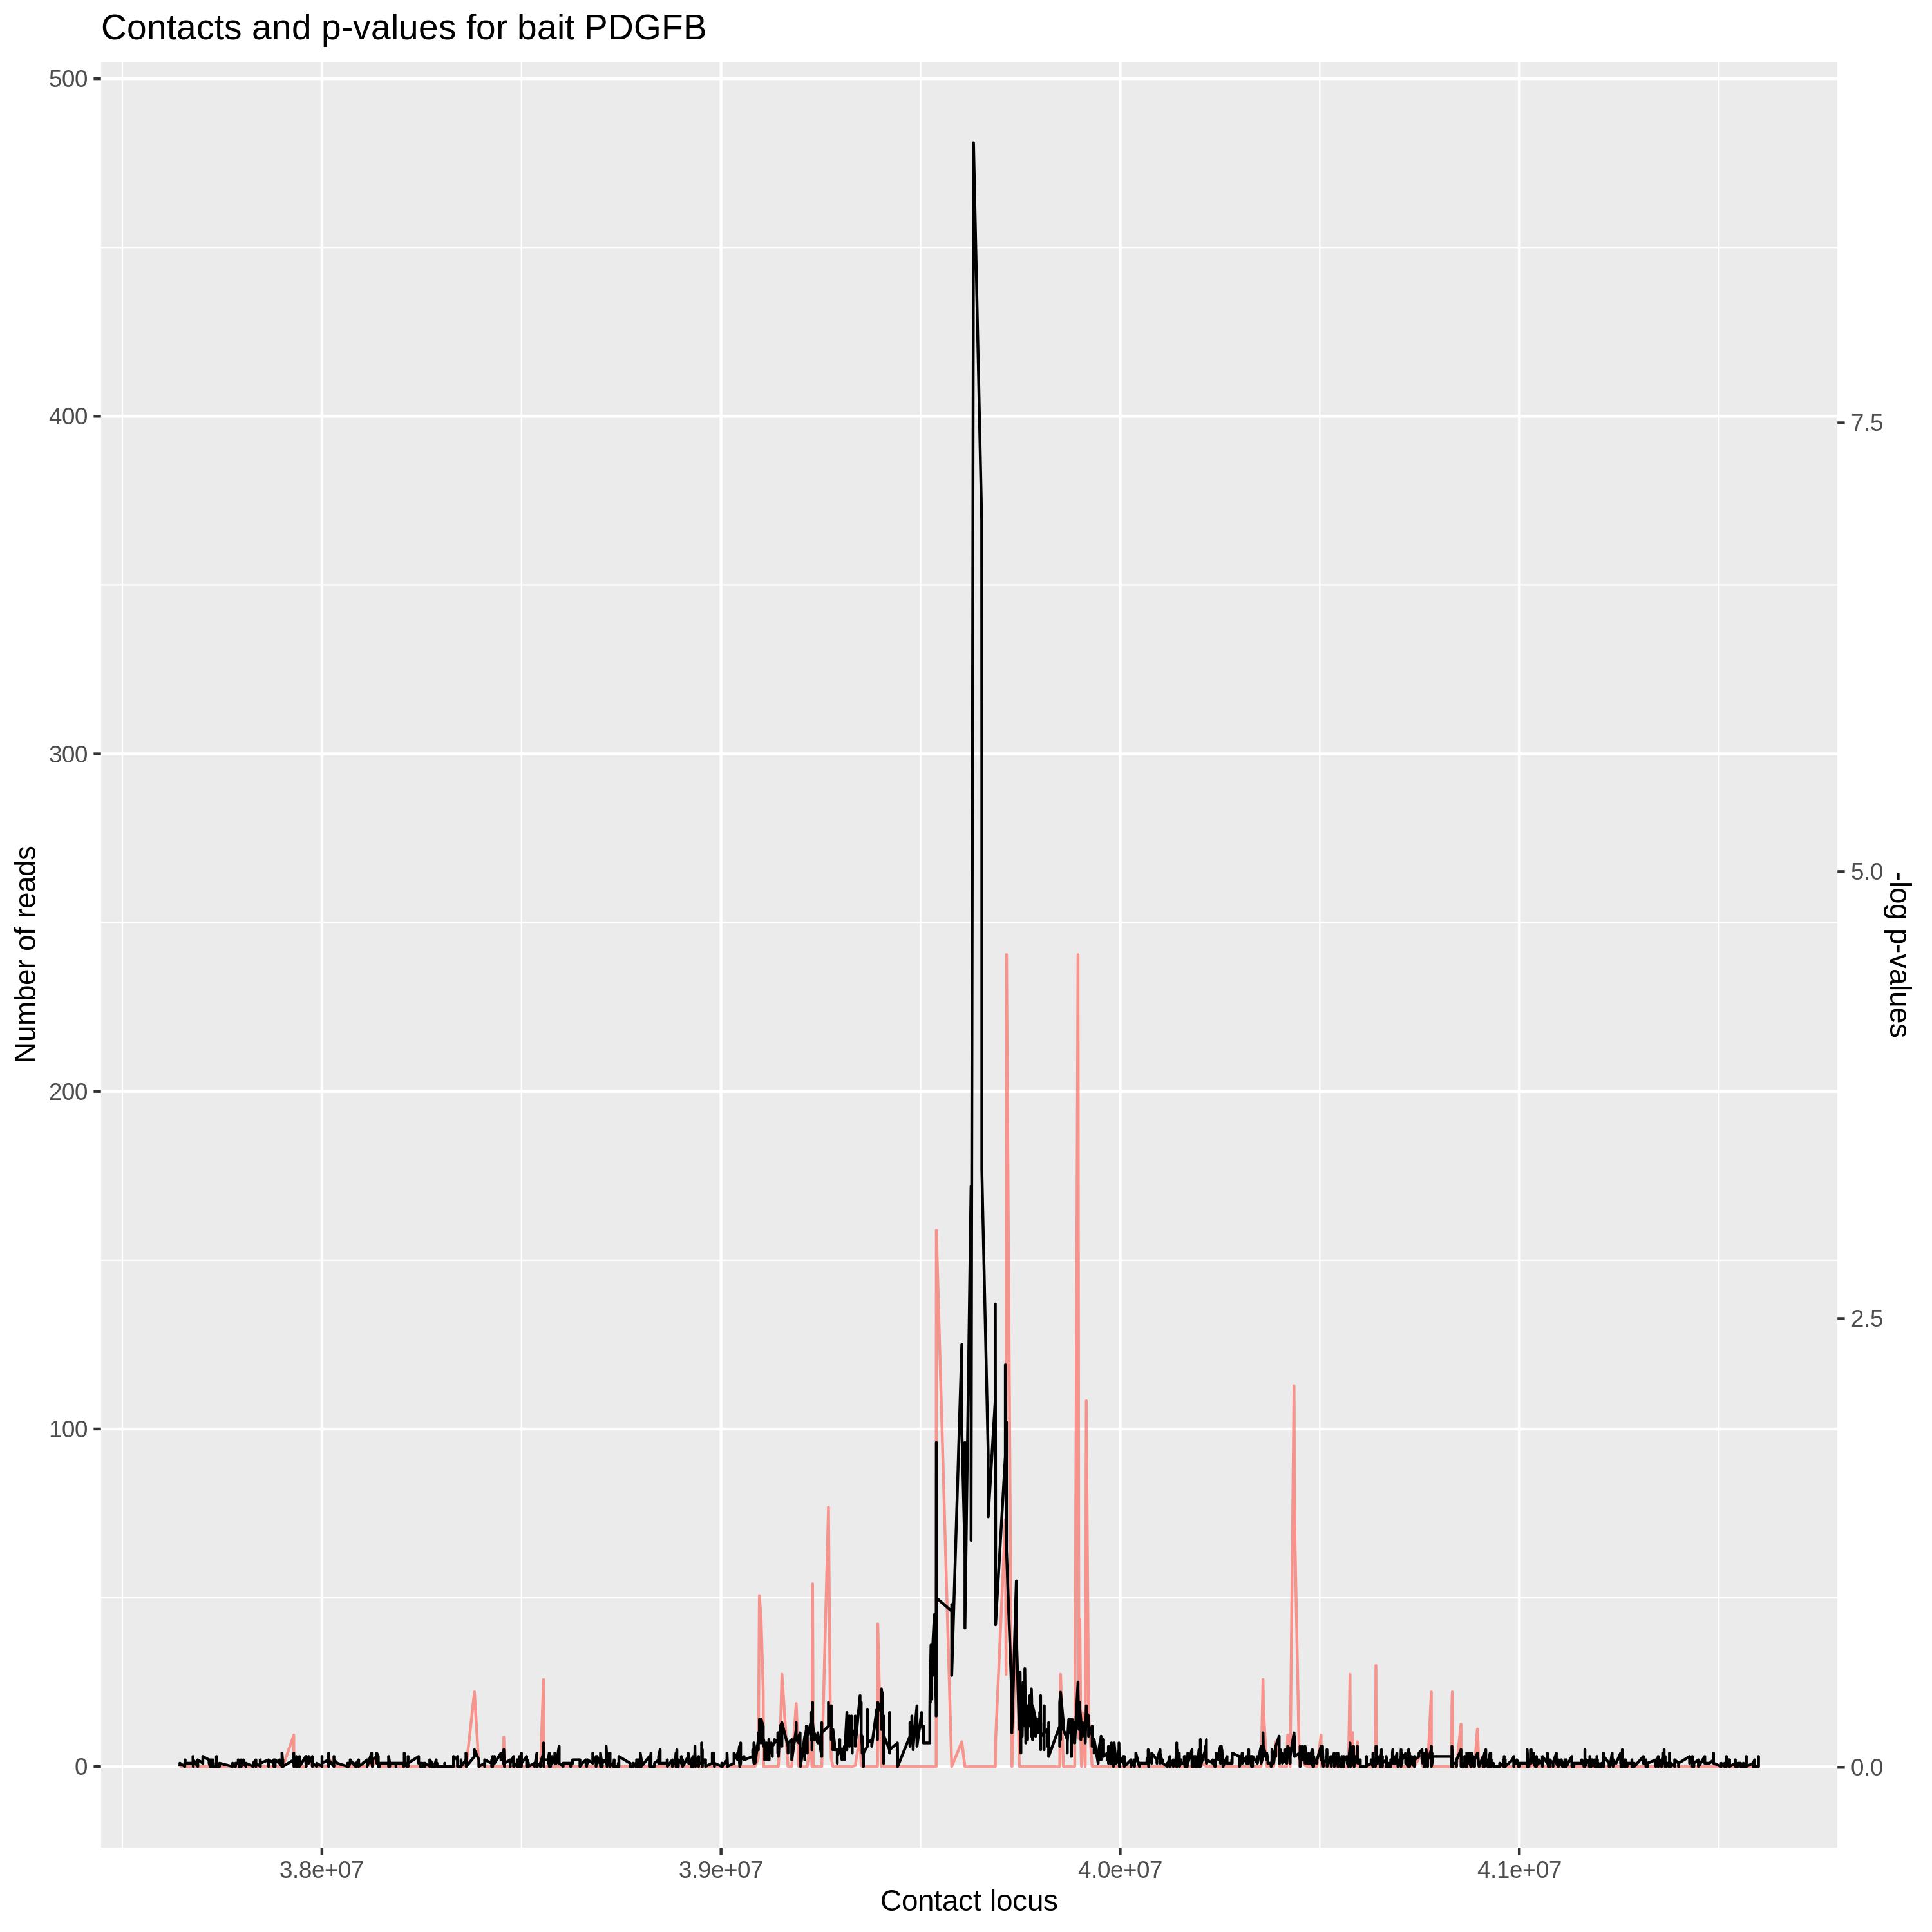 Contacts and p-values for bait PDGFB
500
400
300
200
100
0
Number of reads
7.5
5.0
2.5
0.0
-log p-values
3.8e+07
3.9e+07
4.0e+07
4.1e+07
Contact locus